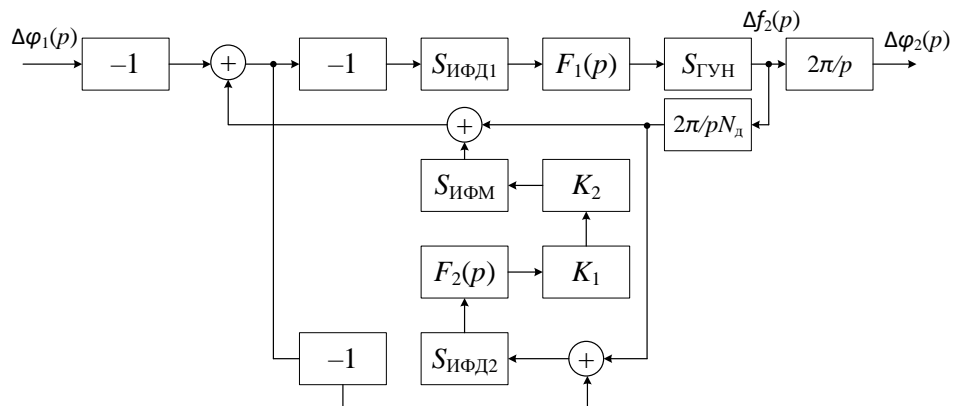 Δf₂(p)
Δφ₁(p)
Δφ₂(p)
–1
+
–1
S_ИФД1
F₁(p)
S_ГУН
2π/p
+
2π/pN_д
S_ИФМ
K₂
F₂(p)
K₁
–1
S_ИФД2
+